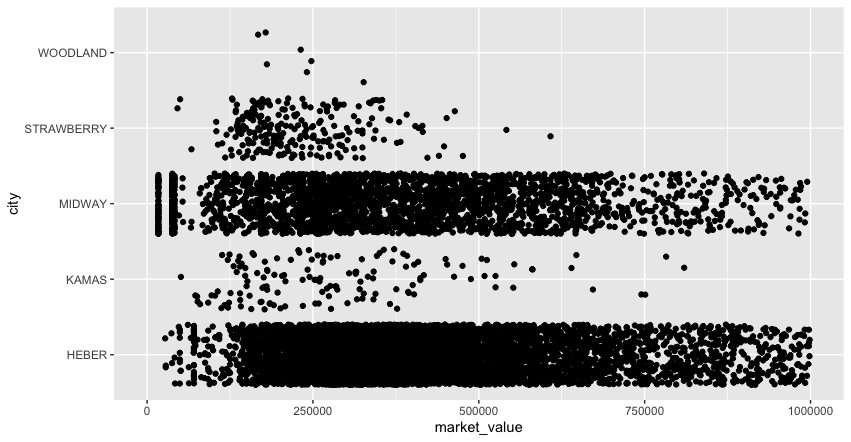 WOODLAND
STRAWBERRY
MIDWAY
KAMAS
HEBER
city
0 250000 500000 750000 1000000
market_value